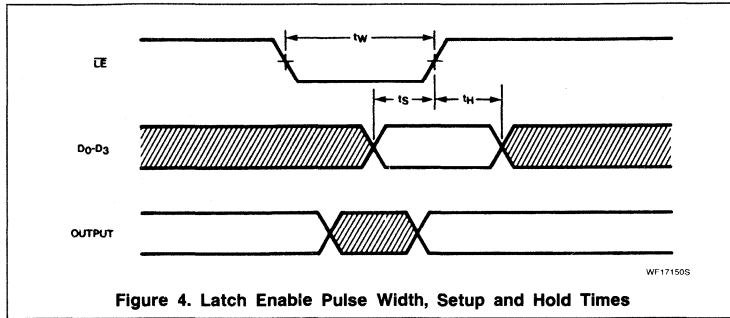 tW
LE
tS
tH
D0-D3
OUTPUT
WF17150S
Figure 4. Latch Enable Pulse Width, Setup and Hold Times